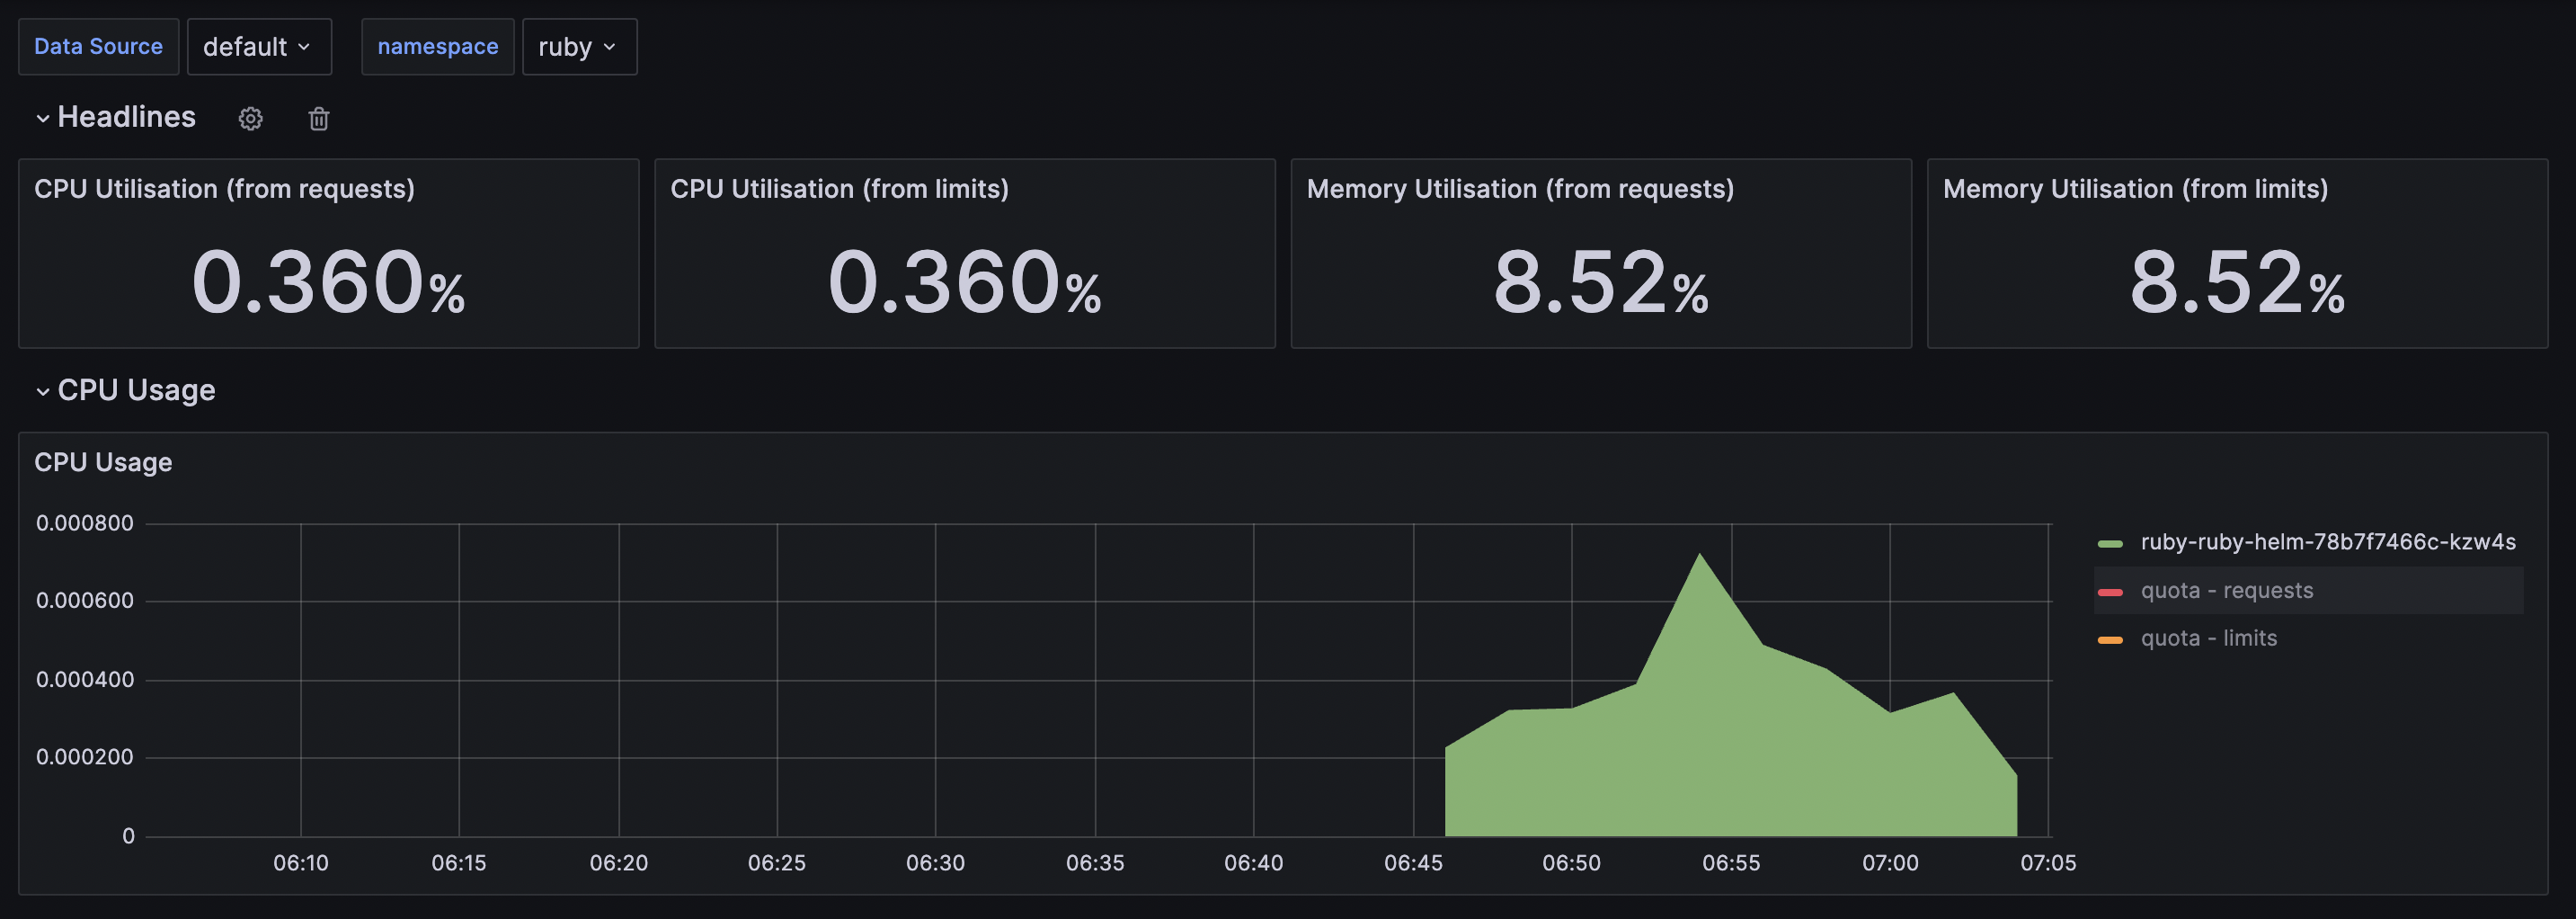 Data Source default namespace ruby
Headlines
CPU Utilisation (from requests)
0.360%
CPU Utilisation (from limits)
0.360%
Memory Utilisation (from requests)
8.52%
Memory Utilisation (from limits)
8.52%
CPU Usage
CPU Usage
0.000800
0.000600
0.000400
0.000200
0
06:10 06:15 06:20 06:25 06:30 06:35 06:40 06:45 06:50 06:55 07:00 07:05
ruby-ruby-helm-78b7f7466c-kzw4s
quota - requests
quota - limits